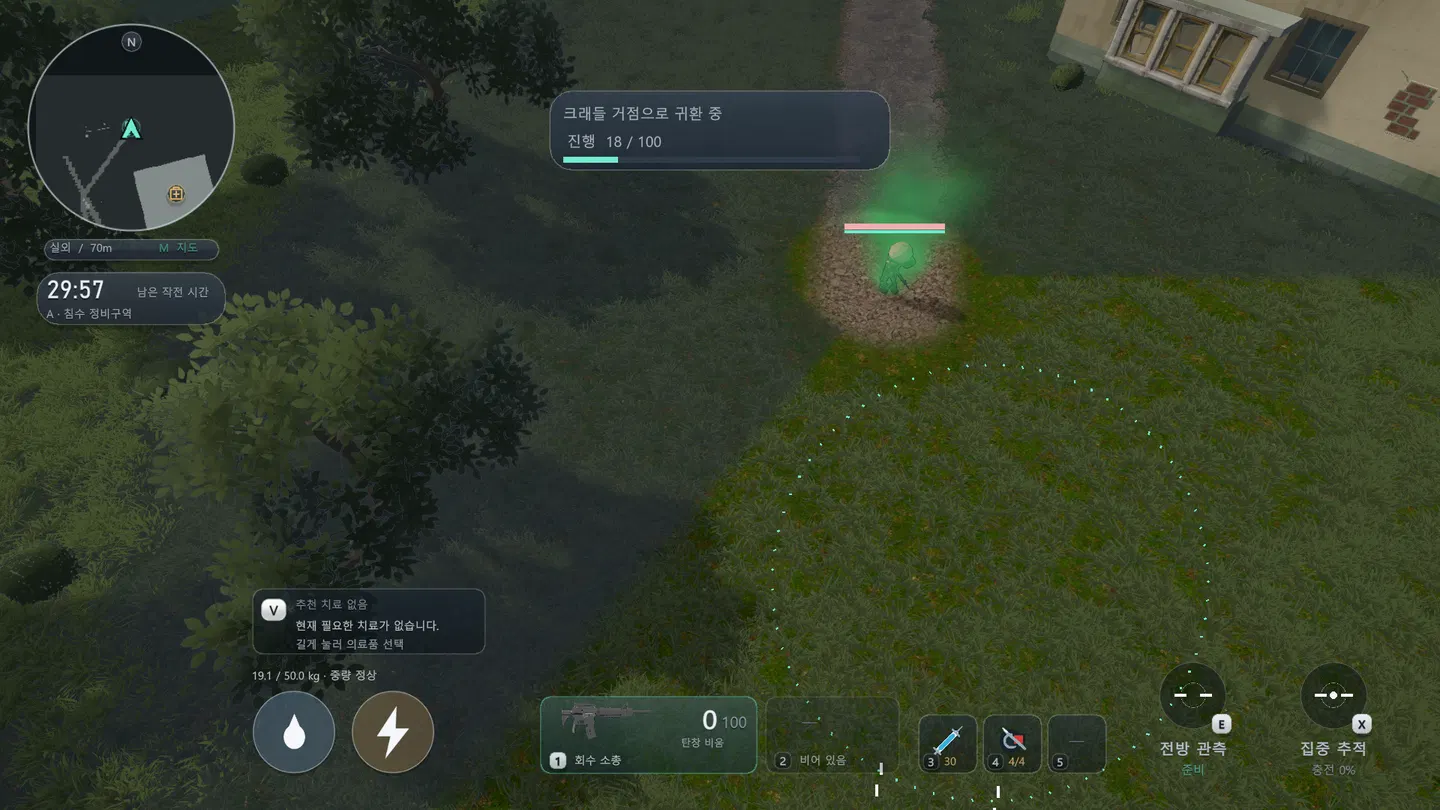 N
크래들 거점으로 귀환 중
진행 18 / 100
실외 / 70m M 지도
29:57 남은 작전 시간
A · 침수 정비구역
V 추천 치료 없음
현재 필요한 치료가 없습니다.
길게 눌러 의료품 선택
19.1 / 50.0 kg · 중량 정상
0 100
탄창 비움
1 회수 소총
2 비어 있음
3 30
4 4/4
5
E
전방 관측
준비
X
집중 추적
충전 0%